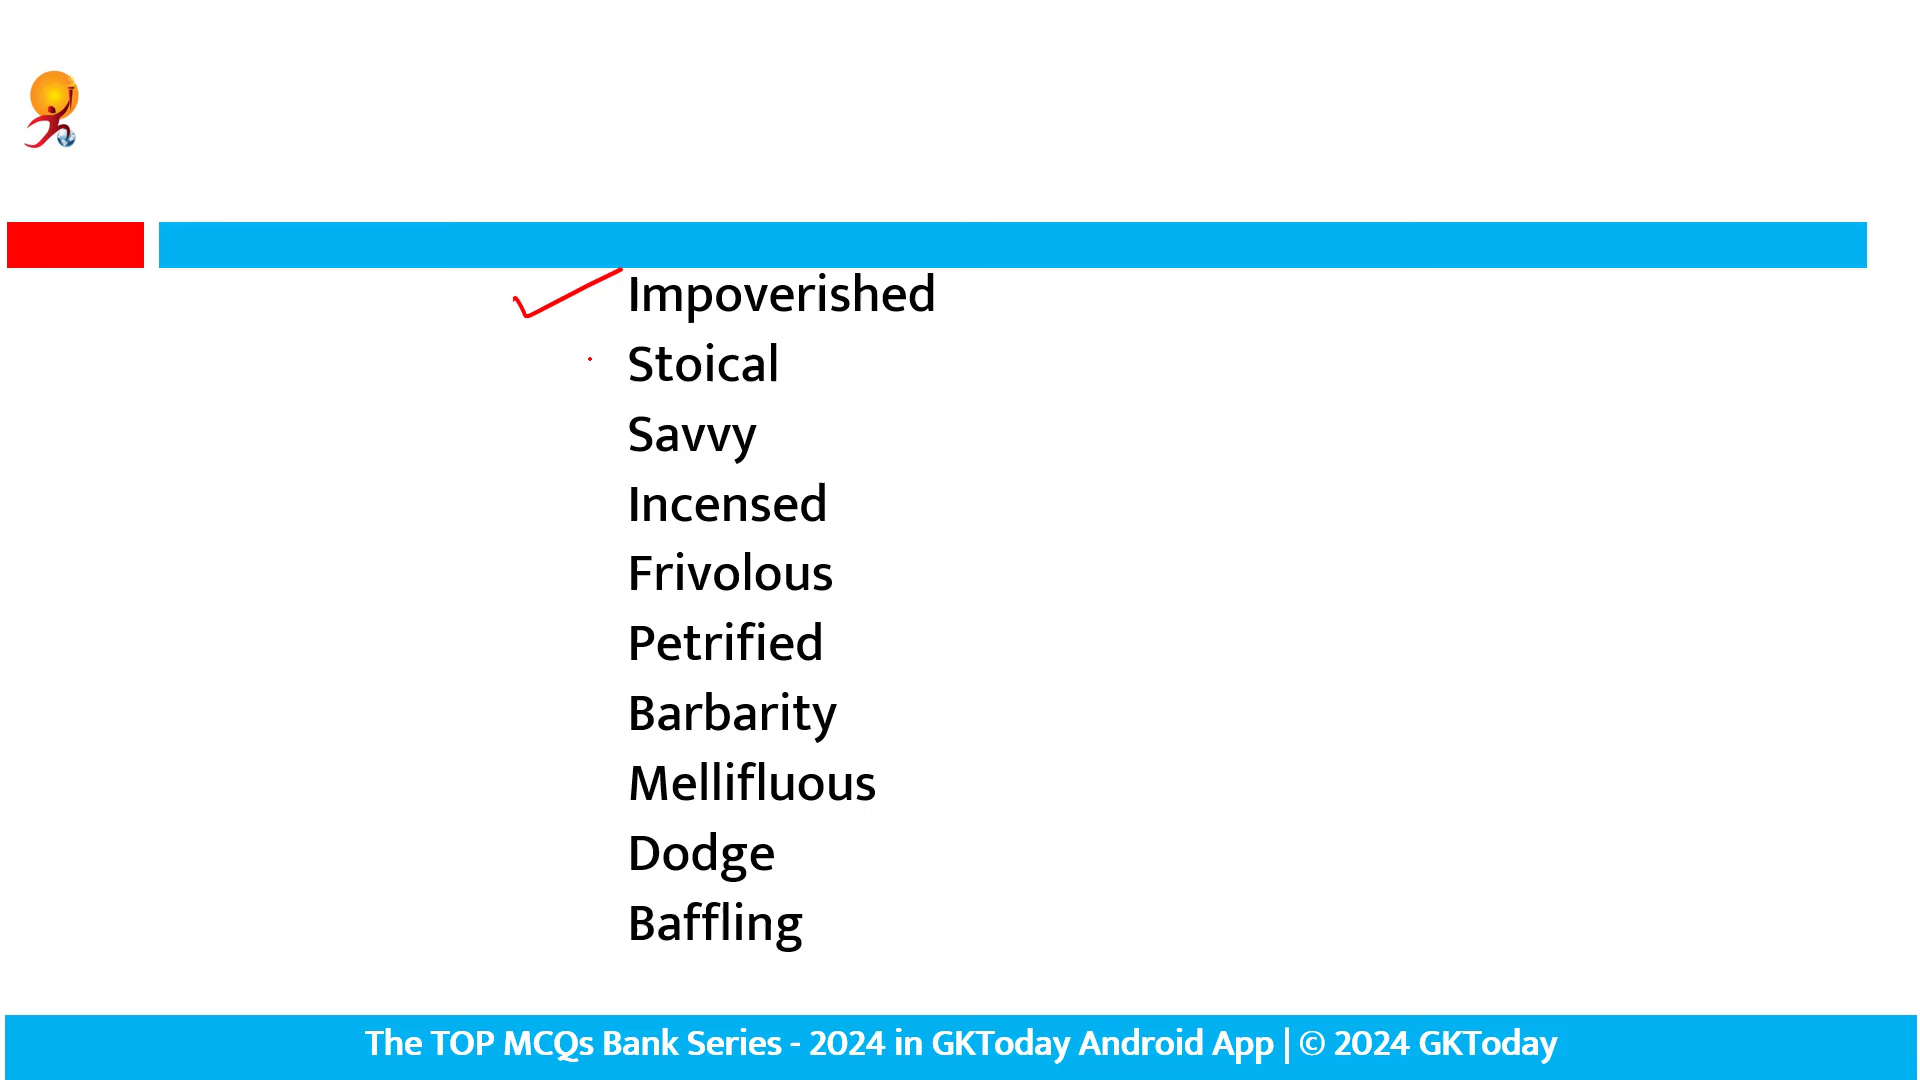 Impoverished
Stoical
Savvy
Incensed
Frivolous
Petrified
Barbarity
Mellifluous
Dodge
Baffling
The TOP MCQs Bank Series - 2024 in GKToday Android App | © 2024 GKToday